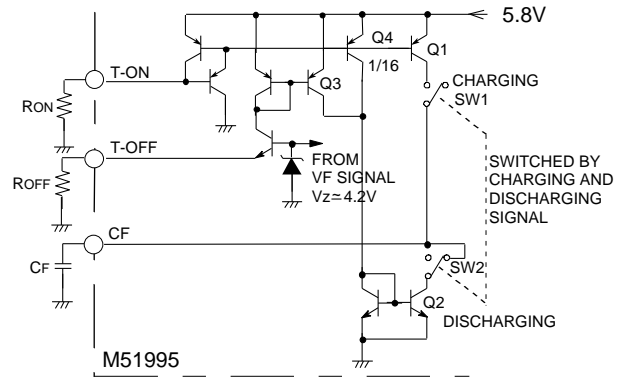 5.8V
Q4
Q1
T-ON
1/16
Q3
CHARGING
SW1
RON
T-OFF
FROM
VF SIGNAL
Vz≃4.2V
SWITCHED BY
CHARGING AND
DISCHARGING
SIGNAL
ROFF
CF
SW2
CF
Q2
DISCHARGING
M51995